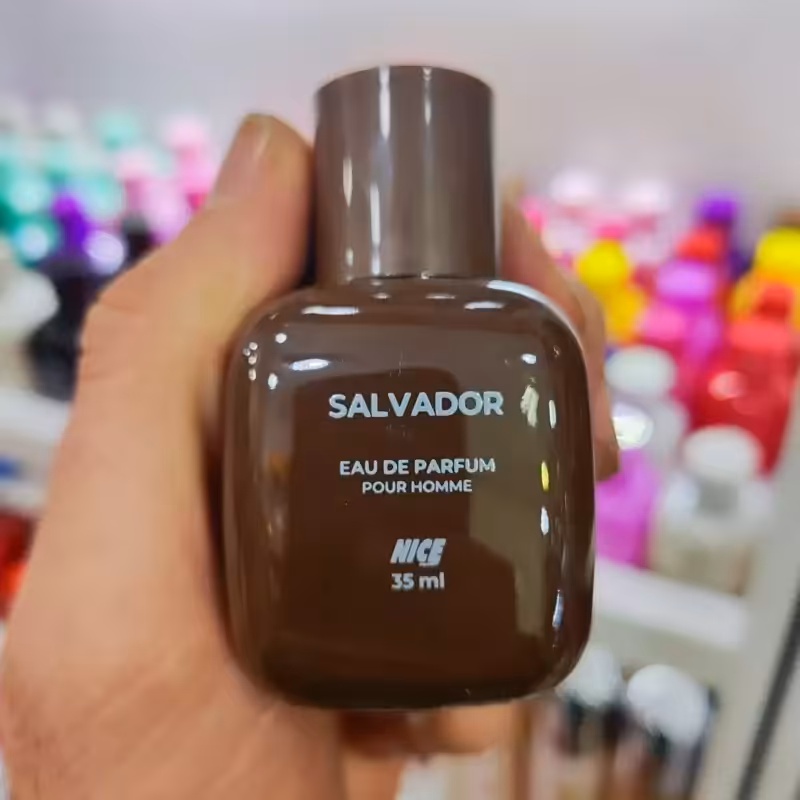 SALVADOR
EAU DE PARFUM
POUR HOMME
NICE
35 ml